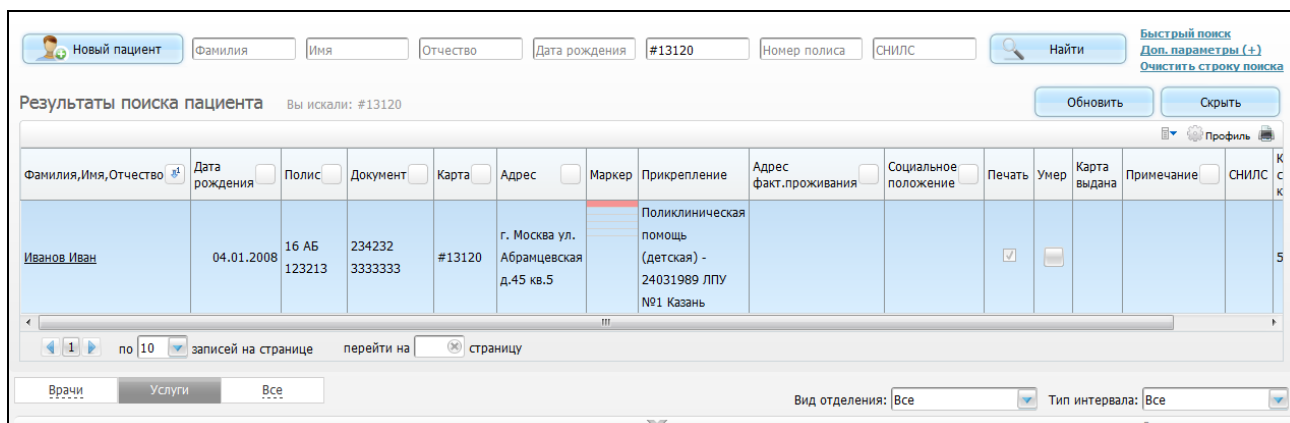 Новый пациент Фамилия Имя Отчество Дата рождения #13120 Номер полиса СНИЛС Найти
Быстрый поиск
Доп. параметры (+)
Очистить строку поиска
Результаты поиска пациента Вы искали: #13120 Обновить Скрыть
Профиль
Фамилия,Имя,Отчество
Дата
рождения
Полис
Документ
Карта
Адрес
Маркер
Прикрепление
Адрес
факт.проживания
Социальное
положение
Печать
Умер
Карта
выдана
Примечание
СНИЛС
К
с
к
Иванов Иван
04.01.2008
16 АБ
123213
234232
3333333
#13120
г. Москва ул.
Абрамцевская
д.45 кв.5
Поликлиническая
помощь
(детская) -
24031989 ЛПУ
№1 Казань
5
1 по 10 записей на странице перейти на страницу
Врачи Услуги Все Вид отделения: Все Тип интервала: Все